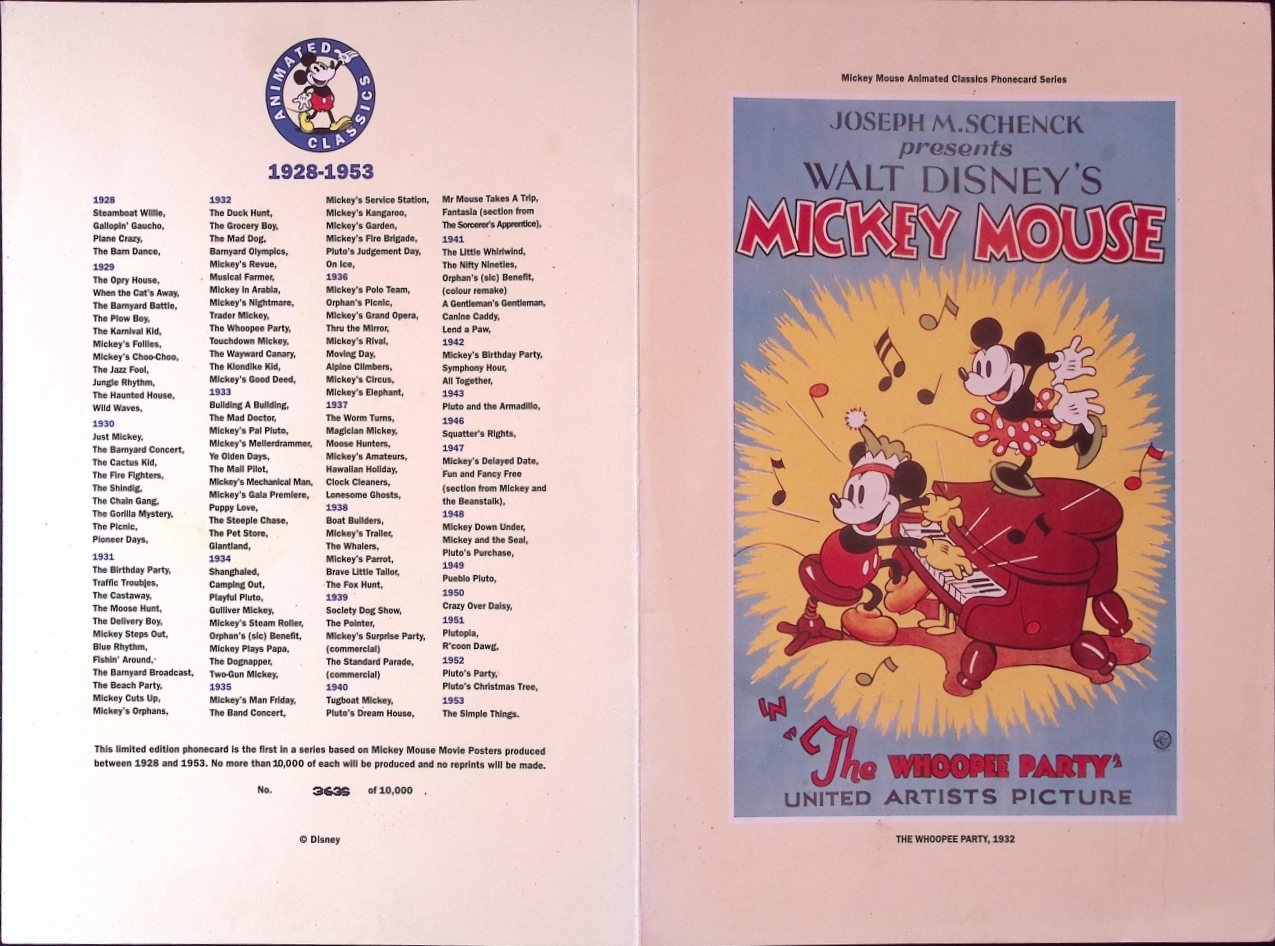 ANIMATED CLASSICS
1928-1953
1928
Steamboat Willie,
Gallopin' Gaucho,
Plane Crazy,
The Barn Dance,
1929
The Opry House,
When the Cat's Away,
The Barnyard Battle,
The Plow Boy,
The Karnival Kid,
Mickey's Follies,
Mickey's Choo-Choo,
The Jazz Fool,
Jungle Rhythm,
The Haunted House,
Wild Waves,
1930
Just Mickey,
The Barnyard Concert,
The Cactus Kid,
The Fire Fighters,
The Shindig,
The Chain Gang,
The Gorilla Mystery,
The Picnic,
Pioneer Days,
1931
The Birthday Party,
Traffic Troubles,
The Castaway,
The Moose Hunt,
The Delivery Boy,
Mickey Steps Out,
Blue Rhythm,
Fishin' Around,
The Barnyard Broadcast,
The Beach Party,
Mickey Cuts Up,
Mickey's Orphans,
1932
The Duck Hunt,
The Grocery Boy,
The Mad Dog,
Barnyard Olympics,
Mickey's Revue,
Musical Farmer,
Mickey in Arabia,
Mickey's Nightmare,
Trader Mickey,
The Whoopee Party,
Touchdown Mickey,
The Wayward Canary,
The Klondike Kid,
Mickey's Good Deed,
1933
Building A Building,
The Mad Doctor,
Mickey's Pal Pluto,
Mickey's Mellerdrammer,
Ye Olden Days,
The Mail Pilot,
Mickey's Mechanical Man,
Mickey's Gala Premiere,
Puppy Love,
The Steeple Chase,
The Pet Store,
Giantland,
1934
Shanghaied,
Camping Out,
Playful Pluto,
Gulliver Mickey,
Mickey's Steam Roller,
Orphan's (sic) Benefit,
Mickey Plays Papa,
The Dognapper,
Two-Gun Mickey,
1935
Mickey's Man Friday,
The Band Concert,
Mickey's Service Station,
Mickey's Kangaroo,
Mickey's Garden,
Mickey's Fire Brigade,
Pluto's Judgement Day,
On Ice,
1936
Mickey's Polo Team,
Orphan's Picnic,
Mickey's Grand Opera,
Thru the Mirror,
Mickey's Rival,
Moving Day,
Alpine Climbers,
Mickey's Circus,
Mickey's Elephant,
1937
The Worm Turns,
Magician Mickey,
Moose Hunters,
Mickey's Amateurs,
Hawaiian Holiday,
Clock Cleaners,
Lonesome Ghosts,
1938
Boat Builders,
Mickey's Trailer,
The Whalers,
Mickey's Parrot,
Brave Little Tailor,
The Fox Hunt,
1939
Society Dog Show,
The Pointer,
Mickey's Surprise Party,
(commercial)
The Standard Parade,
(commercial)
1940
Tugboat Mickey,
Pluto's Dream House,
Mr Mouse Takes A Trip,
Fantasia (section from
The Sorcerer's Apprentice),
1941
The Little Whirlwind,
The Nifty Nineties,
Orphan's (sic) Benefit,
(colour remake)
A Gentleman's Gentleman,
Canine Caddy,
Lend a Paw,
1942
Mickey's Birthday Party,
Symphony Hour,
All Together,
1943
Pluto and the Armadillo,
1946
Squatter's Rights,
1947
Mickey's Delayed Date,
Fun and Fancy Free
(section from Mickey and
the Beanstalk),
1948
Mickey Down Under,
Mickey and the Seal,
Pluto's Purchase,
1949
Pueblo Pluto,
1950
Crazy Over Daisy,
1951
Plutopia,
R'coon Dawg,
1952
Pluto's Party,
Pluto's Christmas Tree,
1953
The Simple Things.
This limited edition phonecard is the first in a series based on Mickey Mouse Movie Posters produced
between 1928 and 1953. No more than 10,000 of each will be produced and no reprints will be made.
No. of 10,000
© Disney
Mickey Mouse Animated Classics Phonecard Series
JOSEPH M. SCHENCK
presents
WALT DISNEY'S
MICKEY MOUSE
IN
"The WHOOPEE PARTY"
UNITED ARTISTS PICTURE
THE WHOOPEE PARTY, 1932